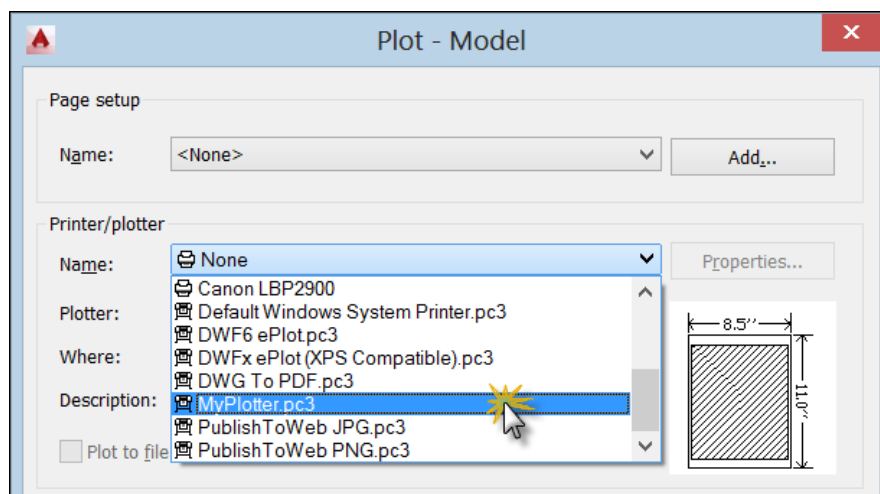 Plot - Model
Page setup
Name: <None> Add...
Printer/plotter
Name: None Properties...
Canon LBP2900
Plotter: Default Windows System Printer.pc3
DWF6 ePlot.pc3
Where: DWFx ePlot (XPS Compatible).pc3
DWG To PDF.pc3
Description: MyPlotter.pc3
PublishToWeb JPG.pc3
Plot to file PublishToWeb PNG.pc3
8.5''
11.0''